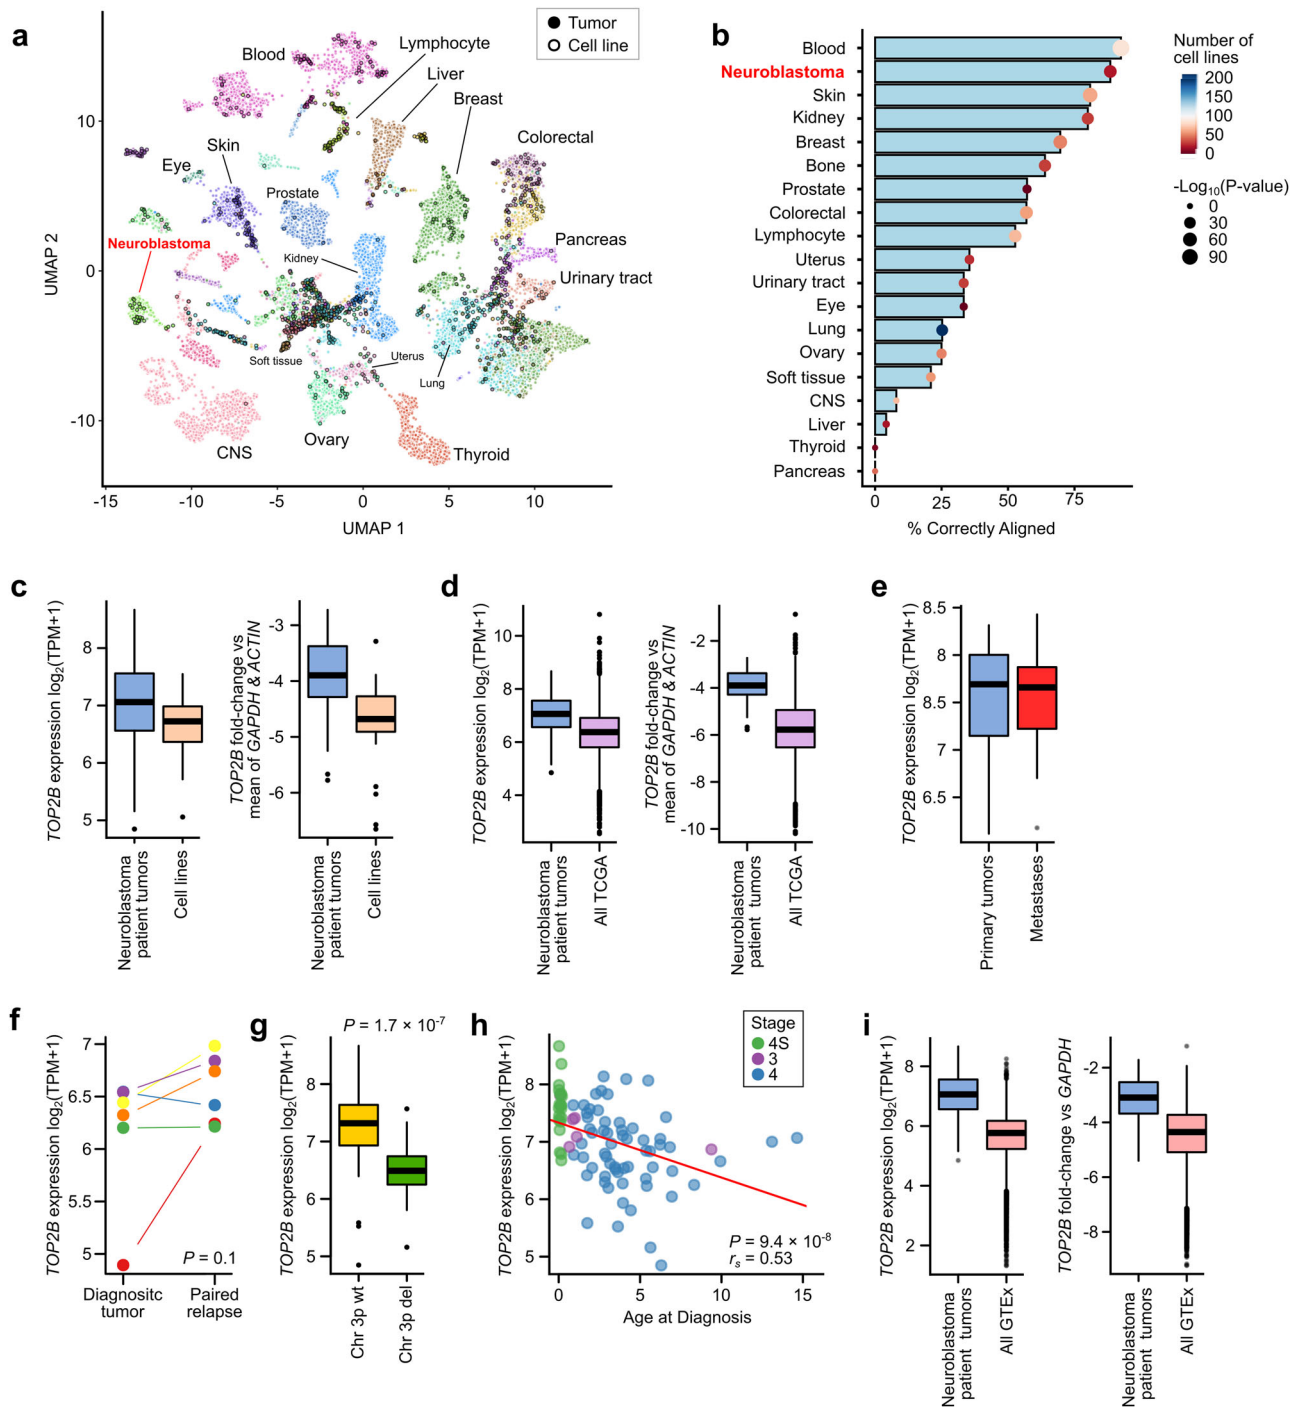 a
Tumor
Cell line
Blood
Lymphocyte
Liver
Breast
Colorectal
Skin
Eye
Prostate
Neuroblastoma
Kidney
Pancreas
Urinary tract
Soft tissue
Uterus
Lung
CNS
Ovary
Thyroid
UMAP 2
10
0
-10
-15
-10
-5
0
5
10
UMAP 1
b
Blood
Neuroblastoma
Skin
Kidney
Breast
Bone
Prostate
Colorectal
Lymphocyte
Uterus
Urinary tract
Eye
Lung
Ovary
Soft tissue
CNS
Liver
Thyroid
Pancreas
0
25
50
75
% Correctly Aligned
Number of
cell lines
200
150
100
50
0
-Log10(P-value)
0
30
60
90
c
TOP2B expression log2(TPM+1)
8
7
6
5
Neuroblastoma
patient tumors
Cell lines
TOP2B fold-change vs
mean of GAPDH & ACTIN
-3
-4
-5
-6
Neuroblastoma
patient tumors
Cell lines
d
TOP2B expression log2(TPM+1)
10
8
6
4
Neuroblastoma
patient tumors
All TCGA
TOP2B fold-change vs
mean of GAPDH & ACTIN
-2
-4
-6
-8
-10
Neuroblastoma
patient tumors
All TCGA
e
TOP2B expression log2(TPM+1)
8.5
8
8.5
7
6.5
Primary tumors
Metastases
f
TOP2B expression log2(TPM+1)
7
6.5
6
5.5
5
P = 0.1
Diagnositc
tumor
Paired
relapse
g
P = 1.7 × 10-7
TOP2B expression log2(TPM+1)
8
7
6
5
Chr 3p wt
Chr 3p del
h
Stage
4S
3
4
TOP2B expression log2(TPM+1)
8
7
6
5
P = 9.4 × 10-8
rs = 0.53
0
5
10
15
Age at Diagnosis
i
TOP2B expression log2(TPM+1)
8
6
4
2
Neuroblastoma
patient tumors
All GTEx
TOP2B fold-change vs GAPDH
-2
-4
-6
-8
Neuroblastoma
patient tumors
All GTEx